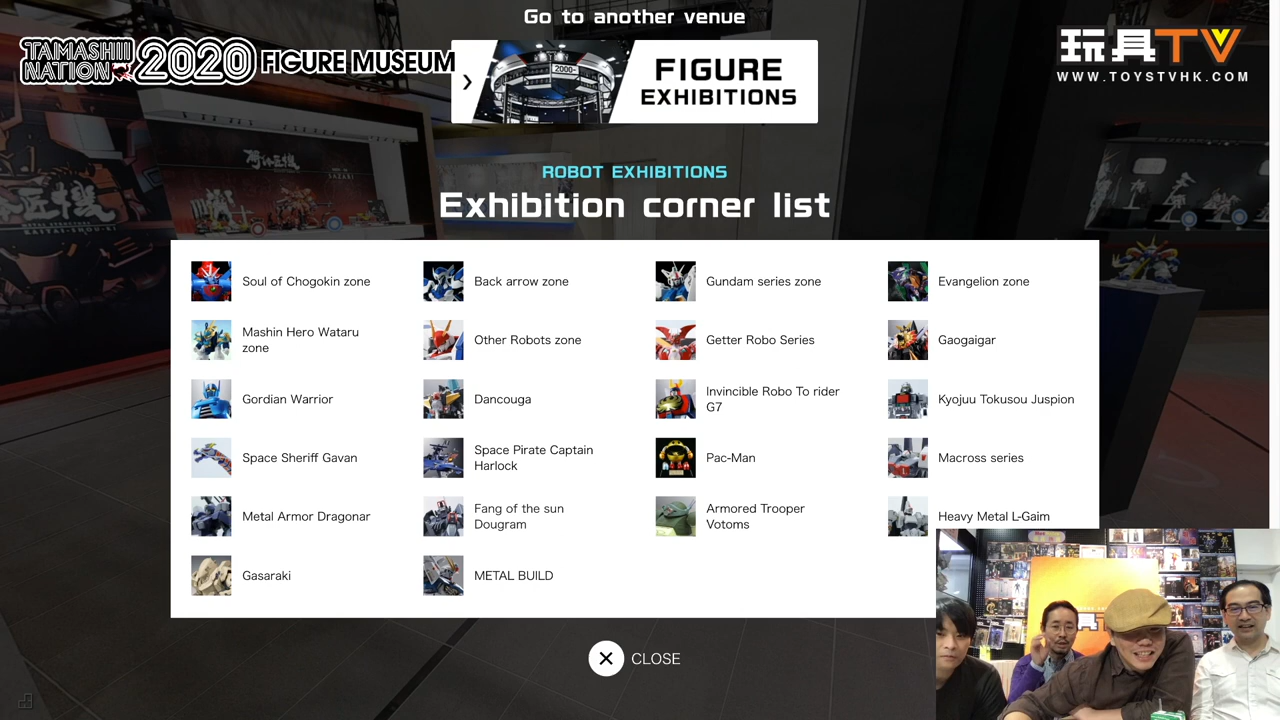 Go to another venue
TAMASHII NATION 2020 FIGURE MUSEUM
2000-
FIGURE
EXHIBITIONS
玩具TV
WWW.TOYSTVHK.COM
ROBOT EXHIBITIONS
Exhibition corner list
Soul of Chogokin zone
Back arrow zone
Gundam series zone
Evangelion zone
Mashin Hero Wataru
zone
Other Robots zone
Getter Robo Series
Gaogaigar
Gordian Warrior
Dancouga
Invincible Robo To rider
G7
Kyojuu Tokusou Juspion
Space Sheriff Gavan
Space Pirate Captain
Harlock
Pac-Man
Macross series
Metal Armor Dragonar
Fang of the sun
Dougram
Armored Trooper
Votoms
Heavy Metal L-Gaim
Gasaraki
METAL BUILD
CLOSE